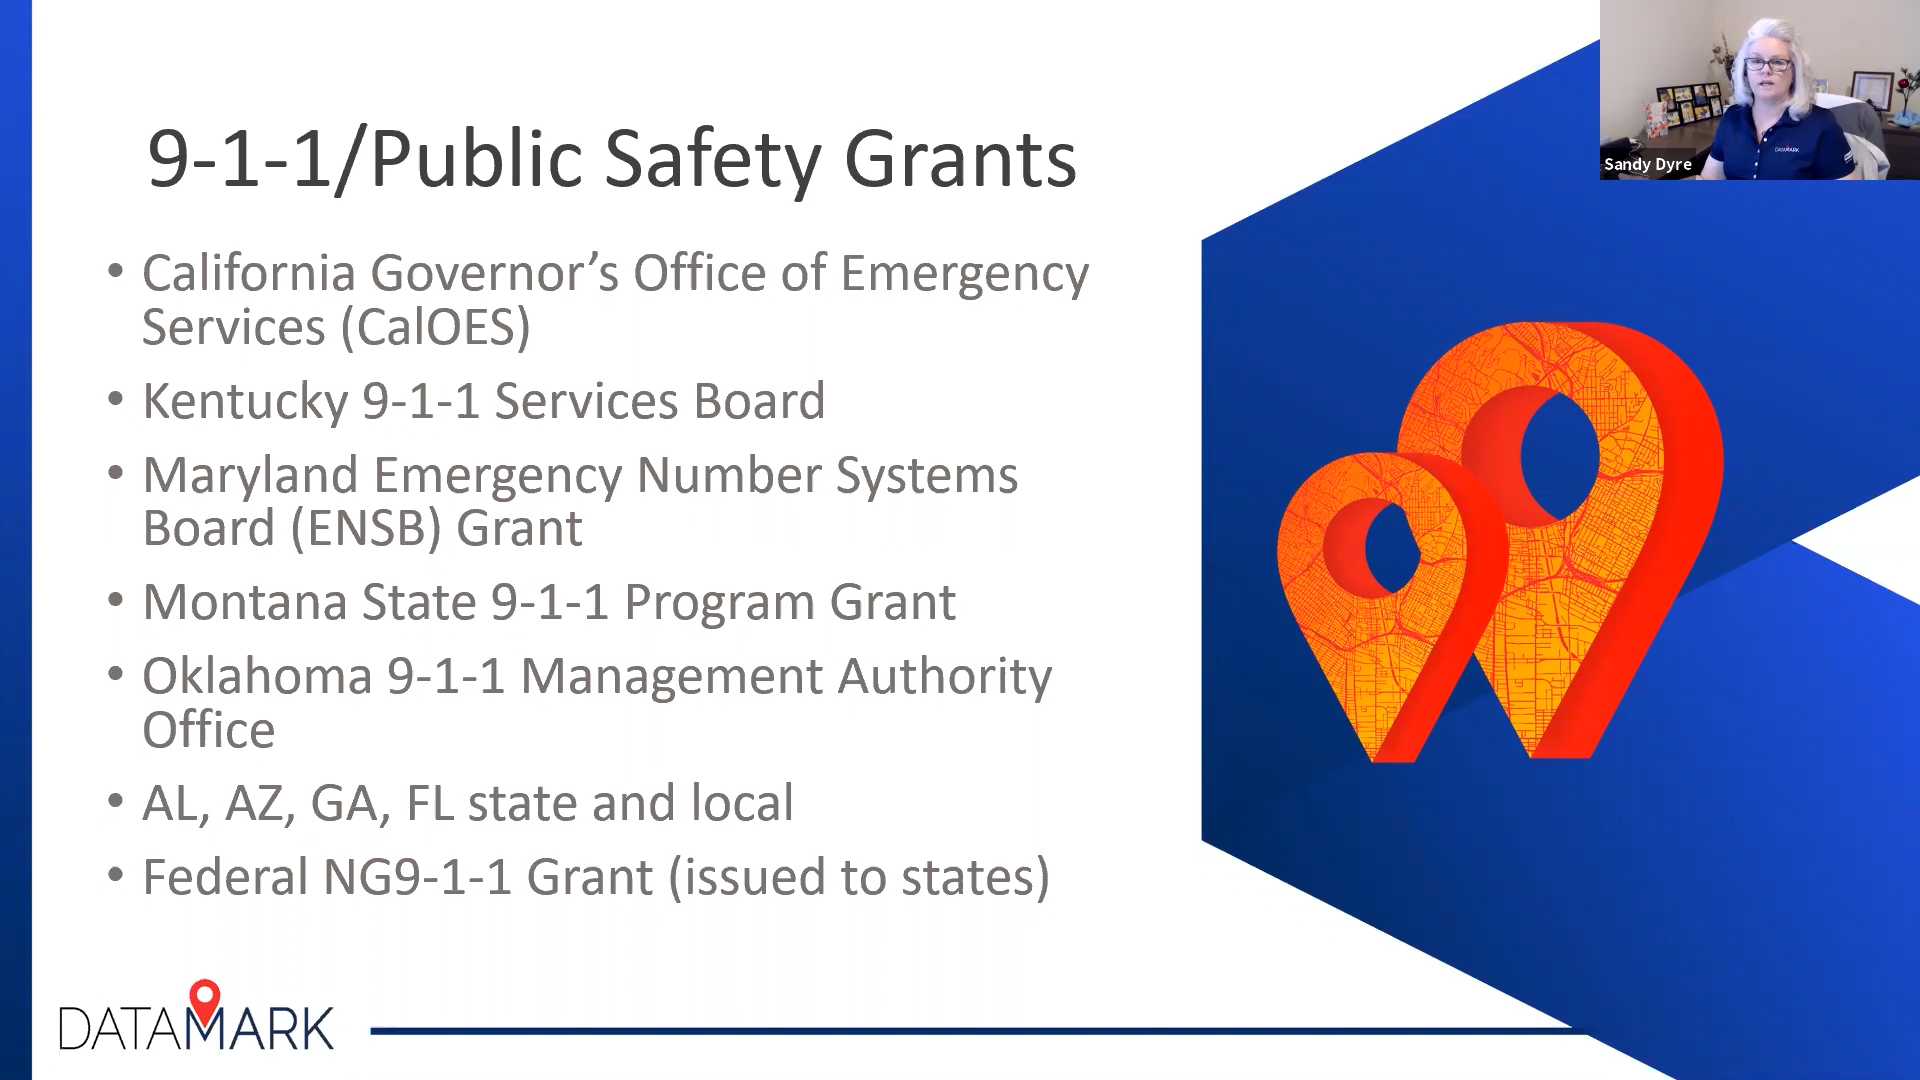 9-1-1/Public Safety Grants
Sandy Dyre
DATAMARK
• California Governor’s Office of Emergency
Services (CalOES)
• Kentucky 9-1-1 Services Board
• Maryland Emergency Number Systems
Board (ENSB) Grant
• Montana State 9-1-1 Program Grant
• Oklahoma 9-1-1 Management Authority
Office
• AL, AZ, GA, FL state and local
• Federal NG9-1-1 Grant (issued to states)
DATAMARK